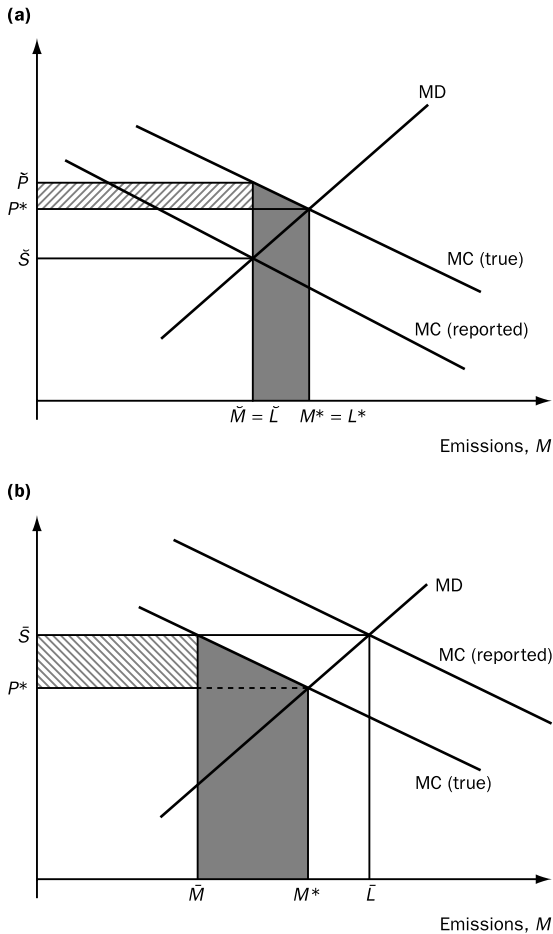 (a)
MD
P̆
P*
S̆
MC (true)
MC (reported)
M̆ = L̆
M* = L*
Emissions, M
(b)
MD
S̄
MC (reported)
P*
MC (true)
M̄
M*
L̄
Emissions, M